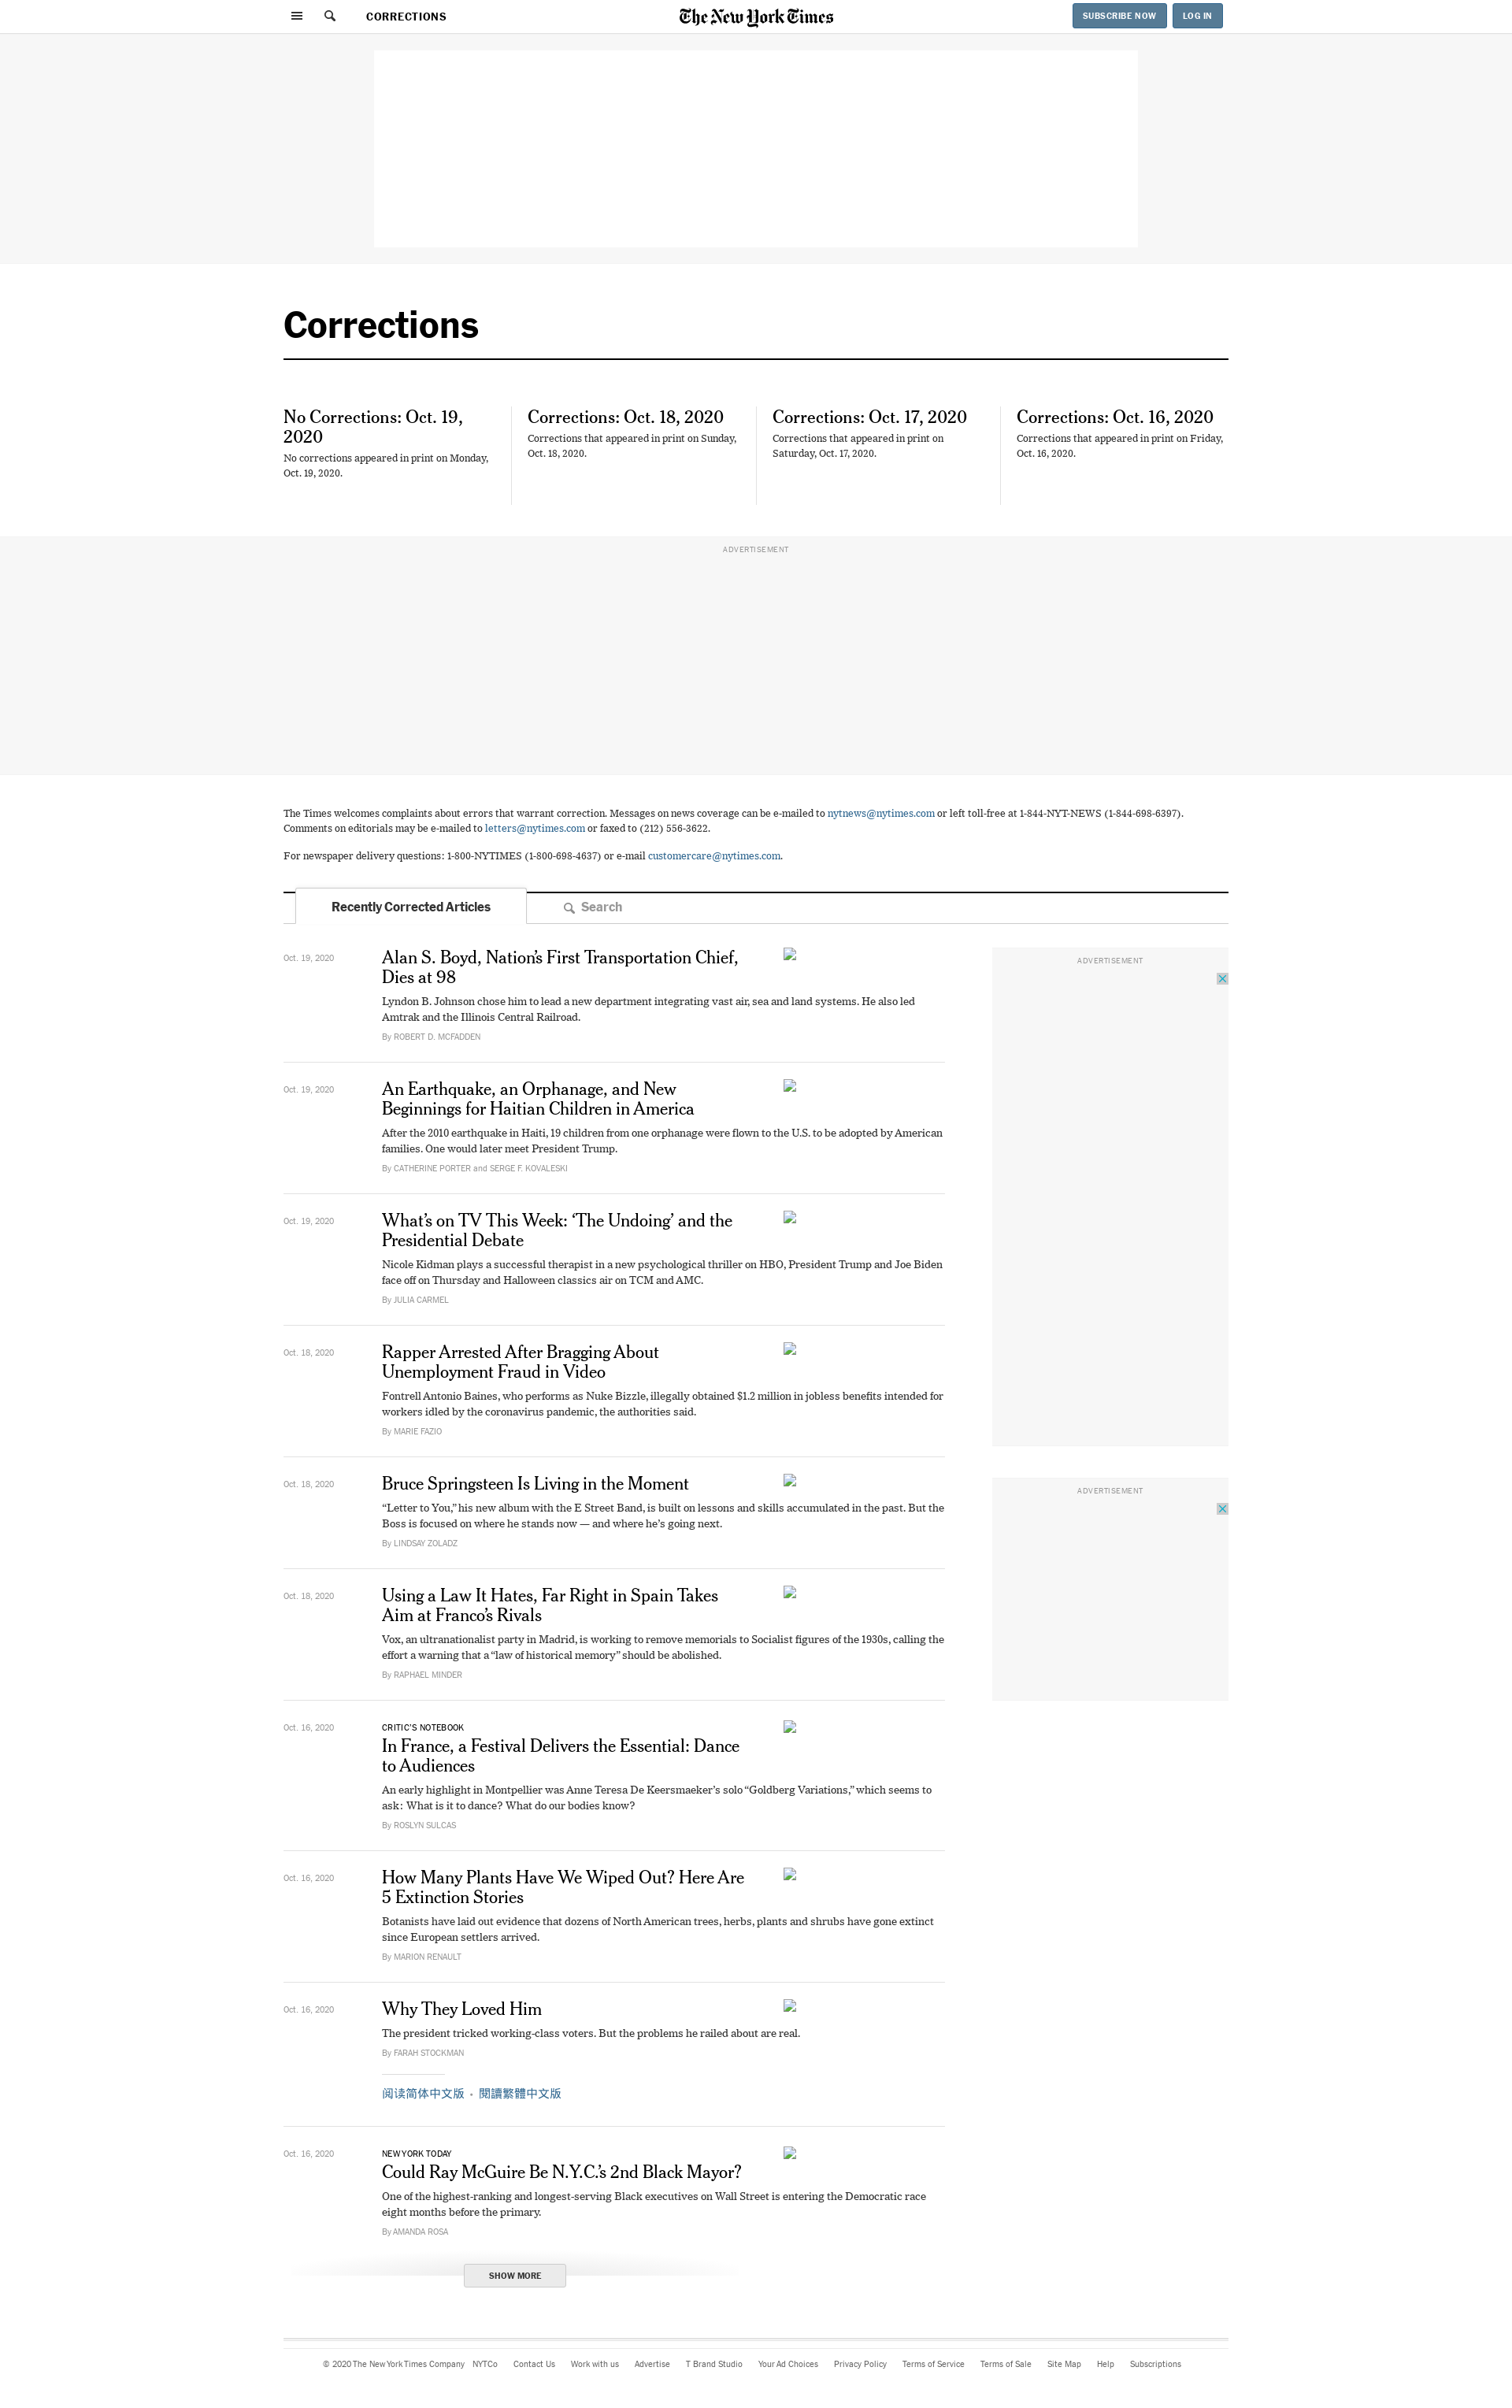 CORRECTIONS
The New York Times
SUBSCRIBE NOW
LOG IN
Corrections
No Corrections: Oct. 19,
2020
No corrections appeared in print on Monday,
Oct. 19, 2020.
Corrections: Oct. 18, 2020
Corrections that appeared in print on Sunday,
Oct. 18, 2020.
Corrections: Oct. 17, 2020
Corrections that appeared in print on
Saturday, Oct. 17, 2020.
Corrections: Oct. 16, 2020
Corrections that appeared in print on Friday,
Oct. 16, 2020.
ADVERTISEMENT
The Times welcomes complaints about errors that warrant correction. Messages on news coverage can be e-mailed to nytnews@nytimes.com or left toll-free at 1-844-NYT-NEWS (1-844-698-6397).
Comments on editorials may be e-mailed to letters@nytimes.com or faxed to (212) 556-3622.
For newspaper delivery questions: 1-800-NYTIMES (1-800-698-4637) or e-mail customercare@nytimes.com.
Recently Corrected Articles
Search
Oct. 19, 2020
Alan S. Boyd, Nation’s First Transportation Chief,
Dies at 98
Lyndon B. Johnson chose him to lead a new department integrating vast air, sea and land systems. He also led
Amtrak and the Illinois Central Railroad.
By ROBERT D. MCFADDEN
ADVERTISEMENT
Oct. 19, 2020
An Earthquake, an Orphanage, and New
Beginnings for Haitian Children in America
After the 2010 earthquake in Haiti, 19 children from one orphanage were flown to the U.S. to be adopted by American
families. One would later meet President Trump.
By CATHERINE PORTER and SERGE F. KOVALESKI
Oct. 19, 2020
What’s on TV This Week: ‘The Undoing’ and the
Presidential Debate
Nicole Kidman plays a successful therapist in a new psychological thriller on HBO, President Trump and Joe Biden
face off on Thursday and Halloween classics air on TCM and AMC.
By JULIA CARMEL
Oct. 18, 2020
Rapper Arrested After Bragging About
Unemployment Fraud in Video
Fontrell Antonio Baines, who performs as Nuke Bizzle, illegally obtained $1.2 million in jobless benefits intended for
workers idled by the coronavirus pandemic, the authorities said.
By MARIE FAZIO
Oct. 18, 2020
Bruce Springsteen Is Living in the Moment
“Letter to You,” his new album with the E Street Band, is built on lessons and skills accumulated in the past. But the
Boss is focused on where he stands now — and where he’s going next.
By LINDSAY ZOLADZ
ADVERTISEMENT
Oct. 18, 2020
Using a Law It Hates, Far Right in Spain Takes
Aim at Franco’s Rivals
Vox, an ultranationalist party in Madrid, is working to remove memorials to Socialist figures of the 1930s, calling the
effort a warning that a “law of historical memory” should be abolished.
By RAPHAEL MINDER
Oct. 16, 2020
CRITIC’S NOTEBOOK
In France, a Festival Delivers the Essential: Dance
to Audiences
An early highlight in Montpellier was Anne Teresa De Keersmaeker’s solo “Goldberg Variations,” which seems to
ask: What is it to dance? What do our bodies know?
By ROSLYN SULCAS
Oct. 16, 2020
How Many Plants Have We Wiped Out? Here Are
5 Extinction Stories
Botanists have laid out evidence that dozens of North American trees, herbs, plants and shrubs have gone extinct
since European settlers arrived.
By MARION RENAULT
Oct. 16, 2020
Why They Loved Him
The president tricked working-class voters. But the problems he railed about are real.
By FARAH STOCKMAN
阅读简体中文版 • 閱讀繁體中文版
Oct. 16, 2020
NEW YORK TODAY
Could Ray McGuire Be N.Y.C.’s 2nd Black Mayor?
One of the highest-ranking and longest-serving Black executives on Wall Street is entering the Democratic race
eight months before the primary.
By AMANDA ROSA
SHOW MORE
© 2020 The New York Times Company NYTCo Contact Us Work with us Advertise T Brand Studio Your Ad Choices Privacy Policy Terms of Service Terms of Sale Site Map Help Subscriptions